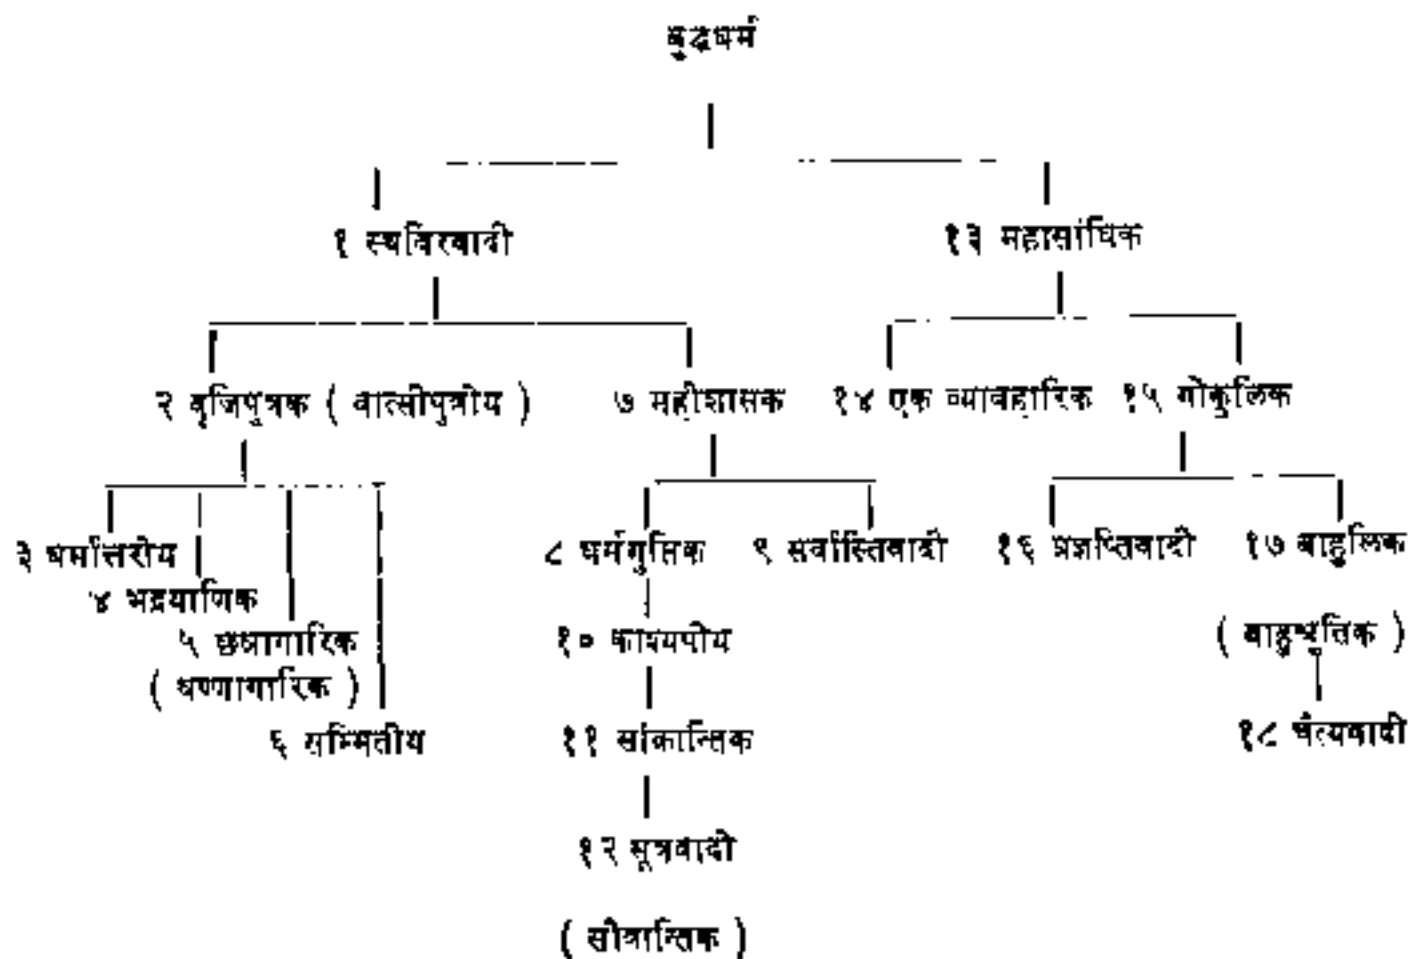 बुद्धधर्म
१ स्थविरवादी
१३ महासांघिक
२ वृजिपुत्रक ( वात्सीपुत्रीय )
७ महीशासक
१४ एक व्यावहारिक
१५ गोकुलिक
३ धर्मोत्तरीय
८ धर्मगुप्तिक
९ सर्वास्तिवादी
१६ प्रज्ञप्तिवादी
१७ बाहुलिक
४ भद्रयाणिक
५ छन्नागारिक
( षण्णागारिक )
१० काश्यपीय
( बाहुश्रुतिक )
६ सम्मितीय
११ सांक्रान्तिक
१८ चैत्यवादी
१२ सूत्रवादी
( सौत्रान्तिक )